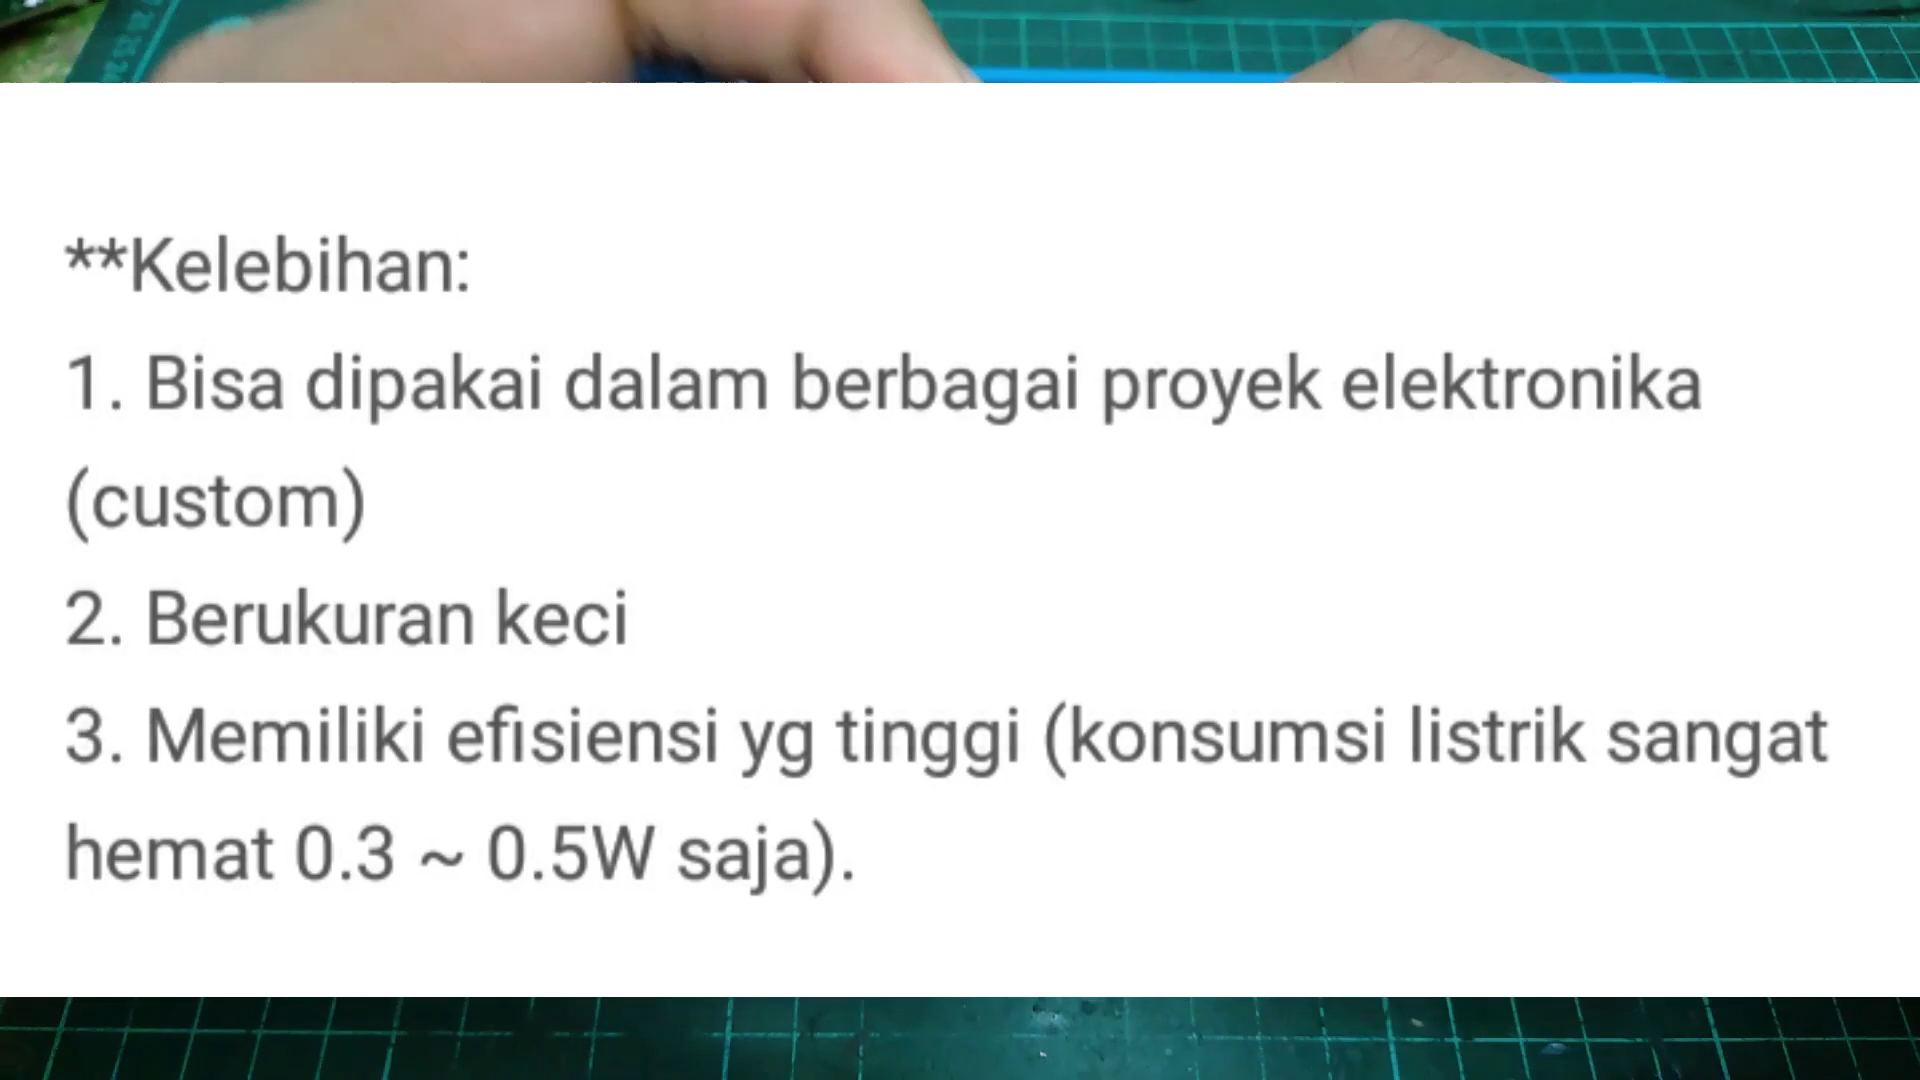 **Kelebihan:
1. Bisa dipakai dalam berbagai proyek elektronika
(custom)
2. Berukuran keci
3. Memiliki efisiensi yg tinggi (konsumsi listrik sangat
hemat 0.3 ~ 0.5W saja).